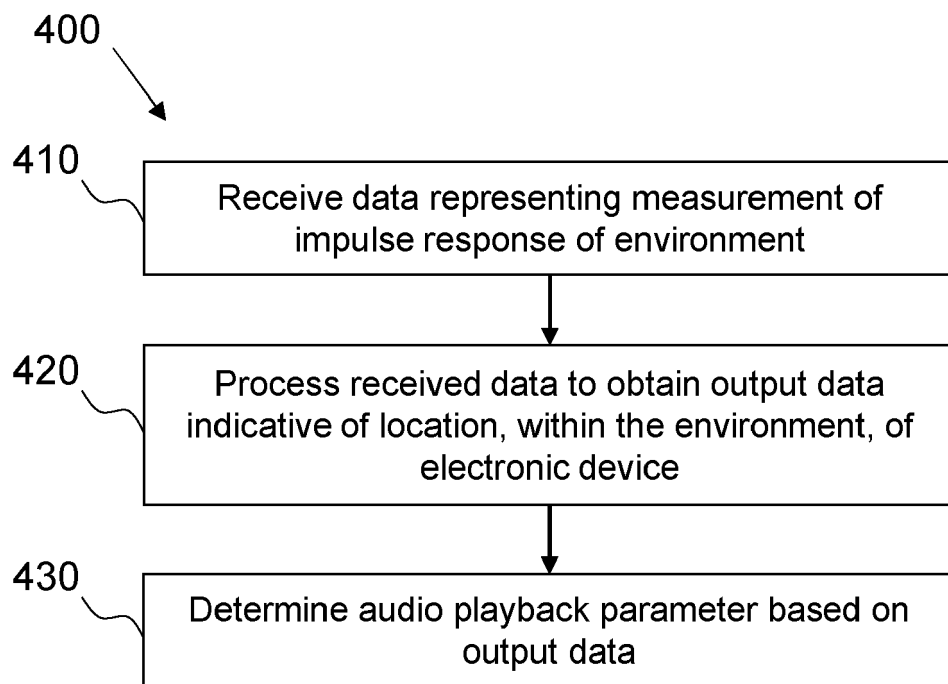 400
410
Receive data representing measurement of
impulse response of environment
420
Process received data to obtain output data
indicative of location, within the environment, of
electronic device
430
Determine audio playback parameter based on
output data